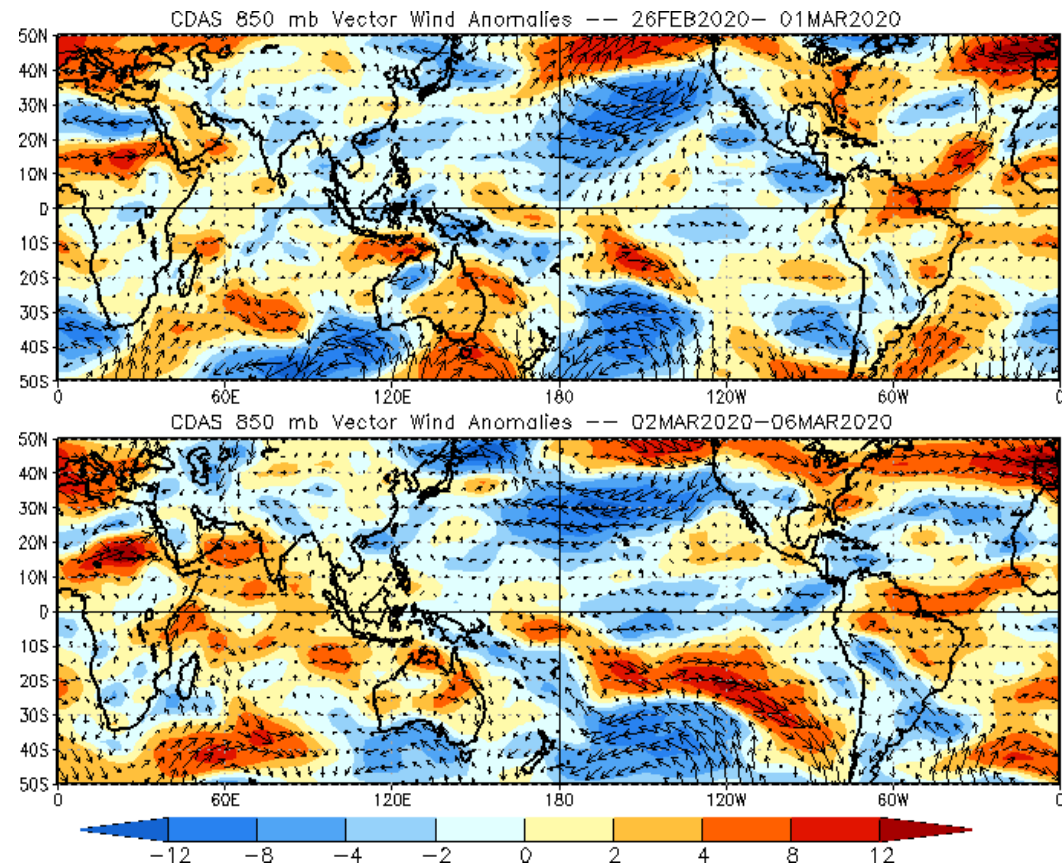 CDAS 850 mb Vector Wind Anomalies -- 26FEB2020- 01MAR2020
50N
40N
30N
20N
10N
0
10S
20S
30S
40S
50S
0 60E 120E 180 120W 60W 0
CDAS 850 mb Vector Wind Anomalies -- 02MAR2020-06MAR2020
50N
40N
30N
20N
10N
0
10S
20S
30S
40S
50S
0 60E 120E 180 120W 60W 0
-12 -8 -4 -2 0 2 4 8 12